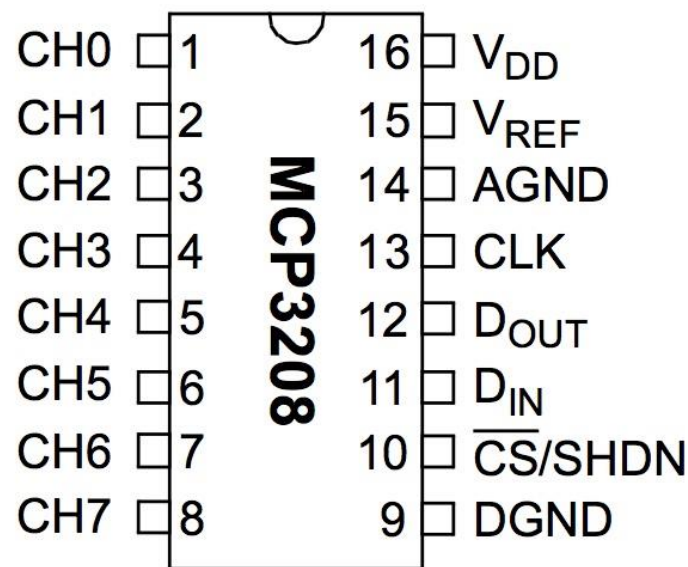 CH0 1 16 VDD
CH1 2 15 VREF
CH2 3 14 AGND
CH3 4 13 CLK
CH4 5 12 DOUT
CH5 6 11 DIN
CH6 7 10 C̅S̅/SHDN
CH7 8 9 DGND
MCP3208